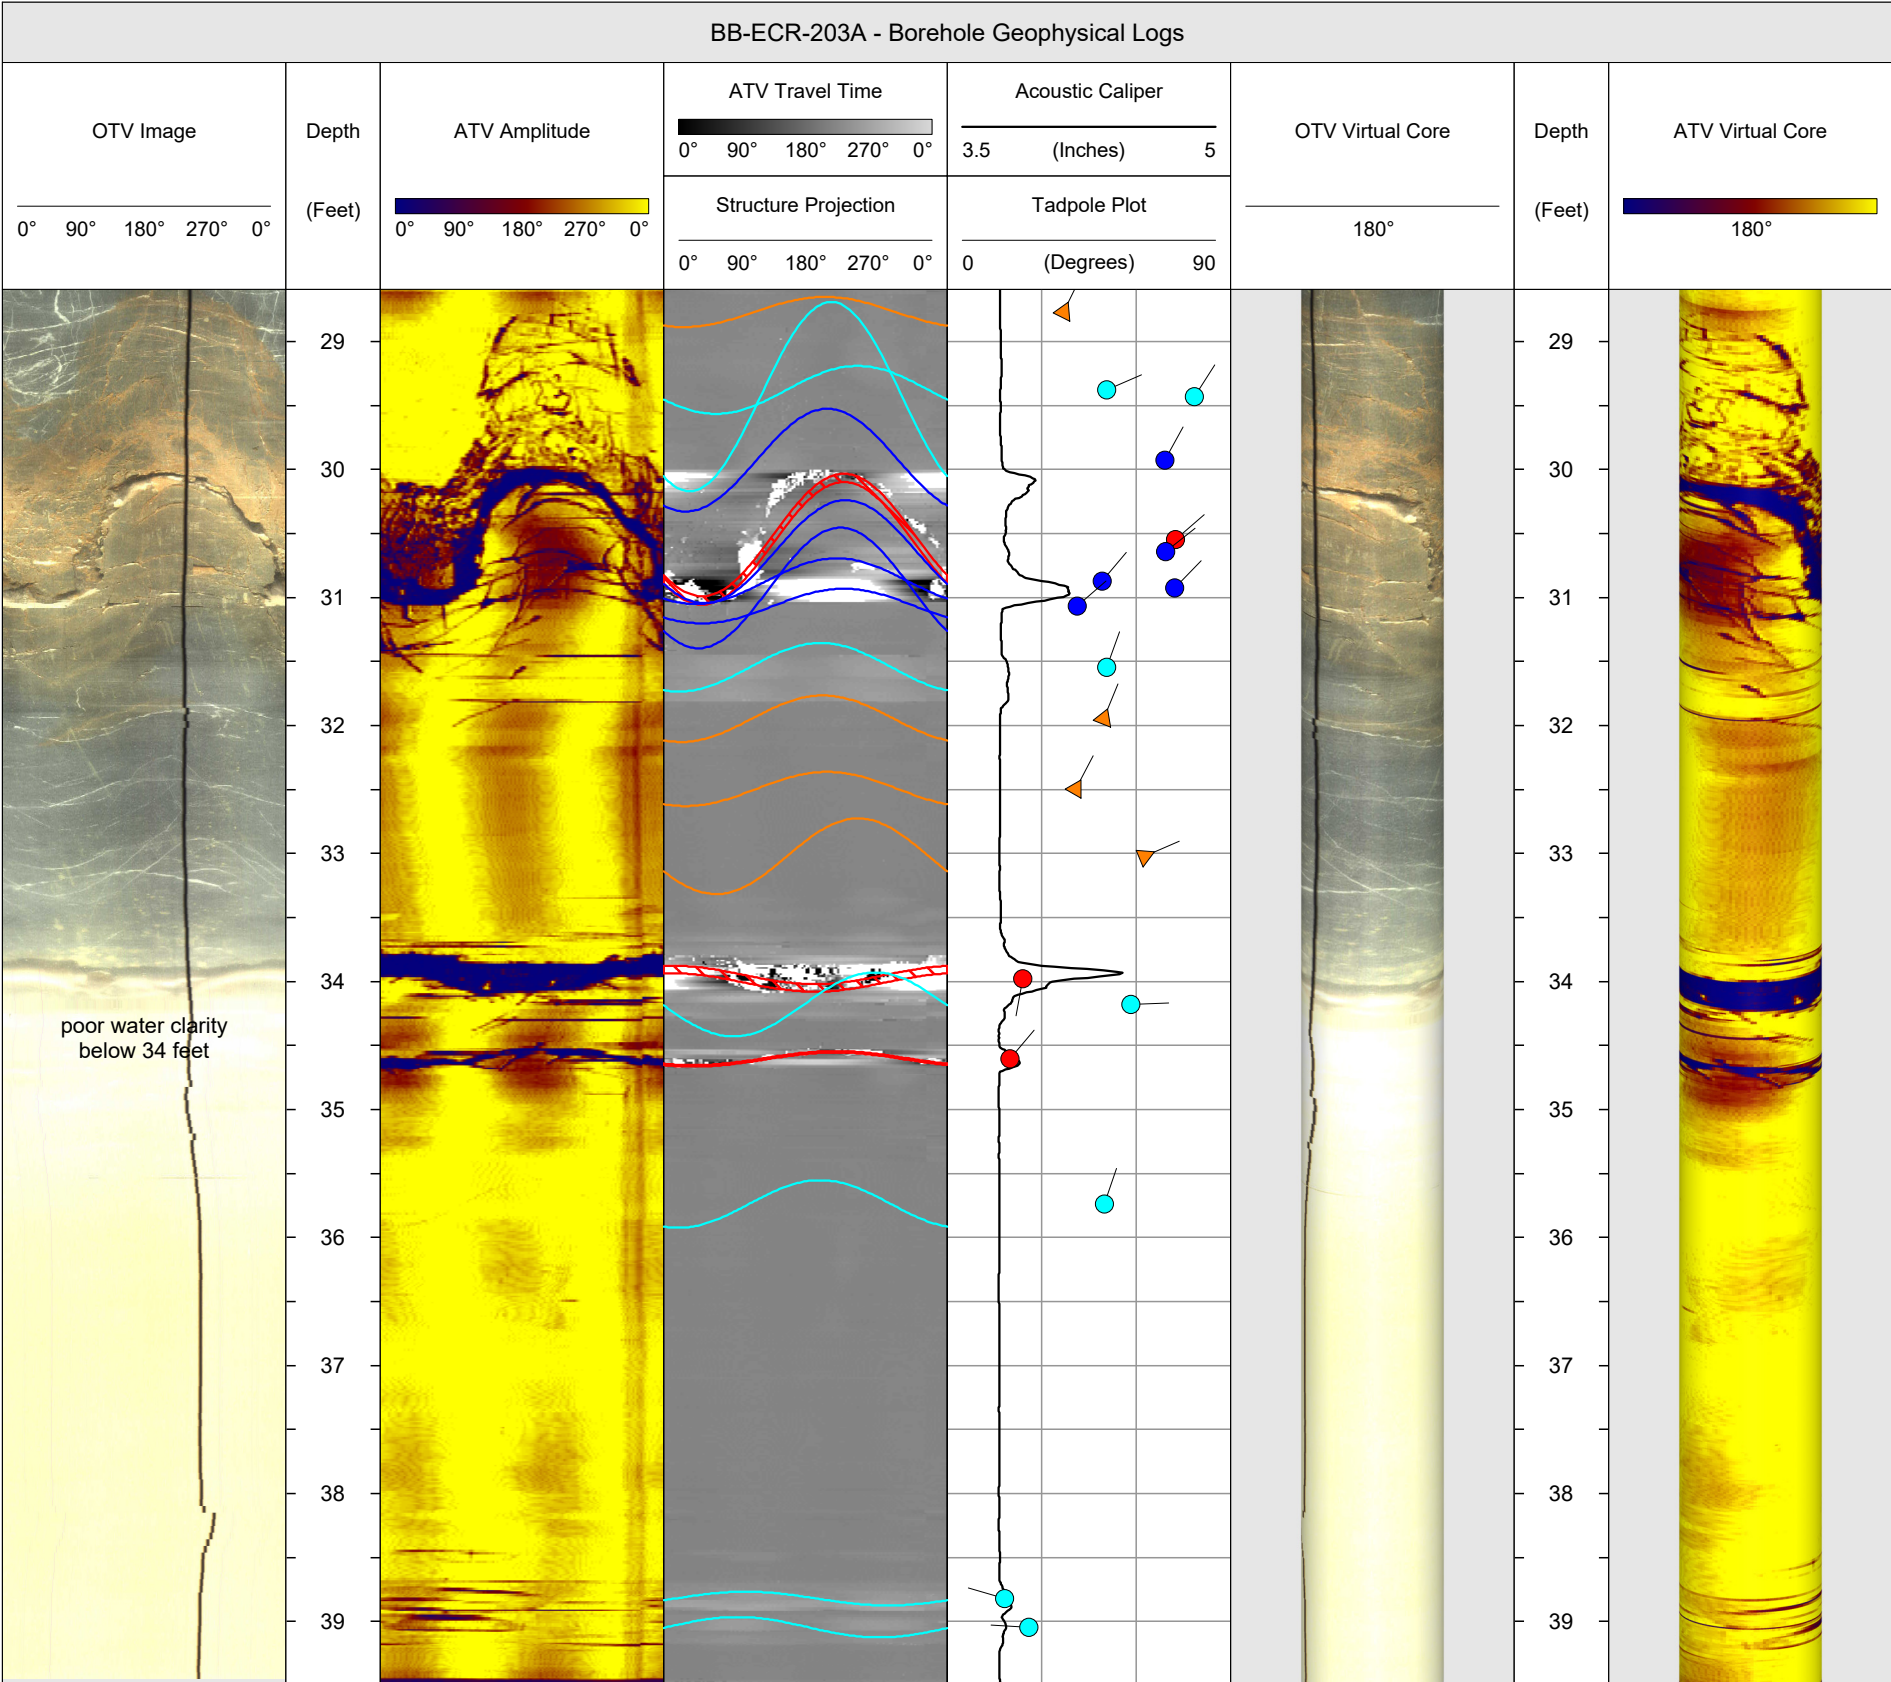 BB-ECR-203A - Borehole Geophysical Logs
OTV Image
0° 90° 180° 270° 0°
Depth
(Feet)
ATV Amplitude
0° 90° 180° 270° 0°
ATV Travel Time
0° 90° 180° 270° 0°
Structure Projection
0° 90° 180° 270° 0°
Acoustic Caliper
3.5 (Inches) 5
Tadpole Plot
0 (Degrees) 90
OTV Virtual Core
180°
Depth
(Feet)
ATV Virtual Core
180°
29
30
31
32
33
34
35
36
37
38
39
poor water clarity
below 34 feet
29
30
31
32
33
34
35
36
37
38
39